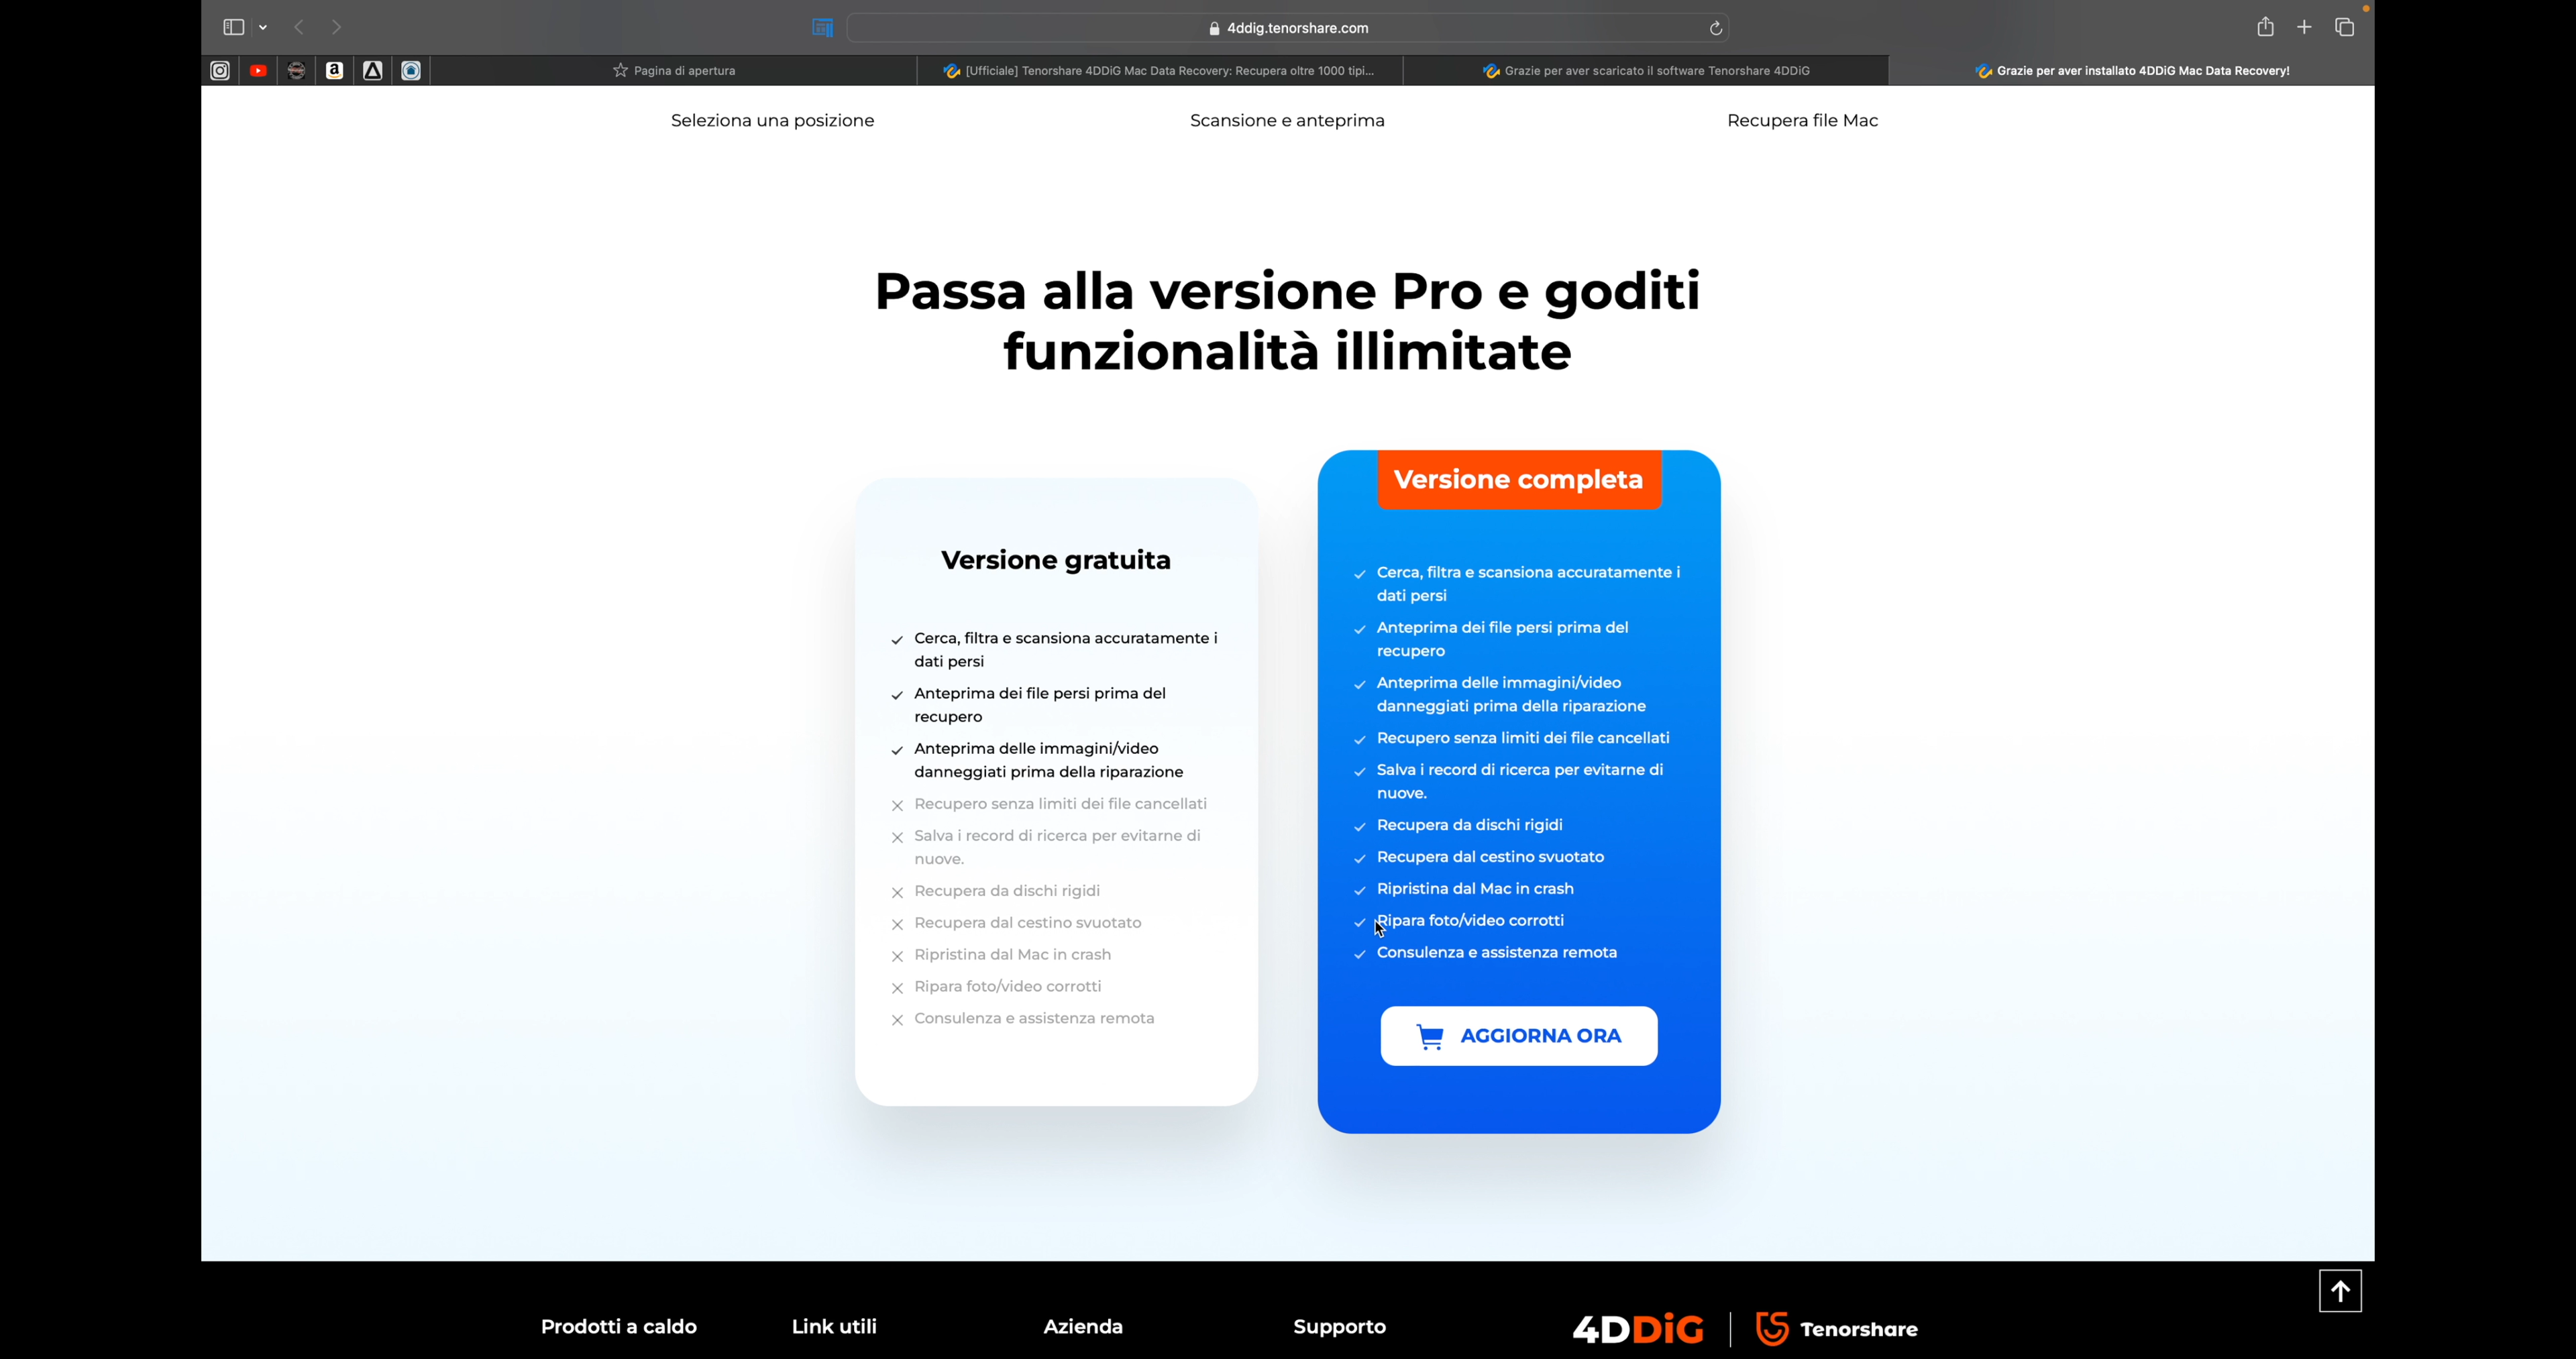 4ddig.tenorshare.com
Pagina di apertura
[Ufficiale] Tenorshare 4DDiG Mac Data Recovery: Recupera oltre 1000 tipi...
Grazie per aver scaricato il software Tenorshare 4DDiG
Grazie per aver installato 4DDiG Mac Data Recovery!
Seleziona una posizione
Scansione e anteprima
Recupera file Mac
Passa alla versione Pro e goditi
funzionalità illimitate
Versione gratuita
Cerca, filtra e scansiona accuratamente i
dati persi
Anteprima dei file persi prima del
recupero
Anteprima delle immagini/video
danneggiati prima della riparazione
Recupero senza limiti dei file cancellati
Salva i record di ricerca per evitarne di
nuove.
Recupera da dischi rigidi
Recupera dal cestino svuotato
Ripristina dal Mac in crash
Ripara foto/video corrotti
Consulenza e assistenza remota
Versione completa
Cerca, filtra e scansiona accuratamente i
dati persi
Anteprima dei file persi prima del
recupero
Anteprima delle immagini/video
danneggiati prima della riparazione
Recupero senza limiti dei file cancellati
Salva i record di ricerca per evitarne di
nuove.
Recupera da dischi rigidi
Recupera dal cestino svuotato
Ripristina dal Mac in crash
Ripara foto/video corrotti
Consulenza e assistenza remota
AGGIORNA ORA
Prodotti a caldo
Link utili
Azienda
Supporto
4DDiG
Tenorshare